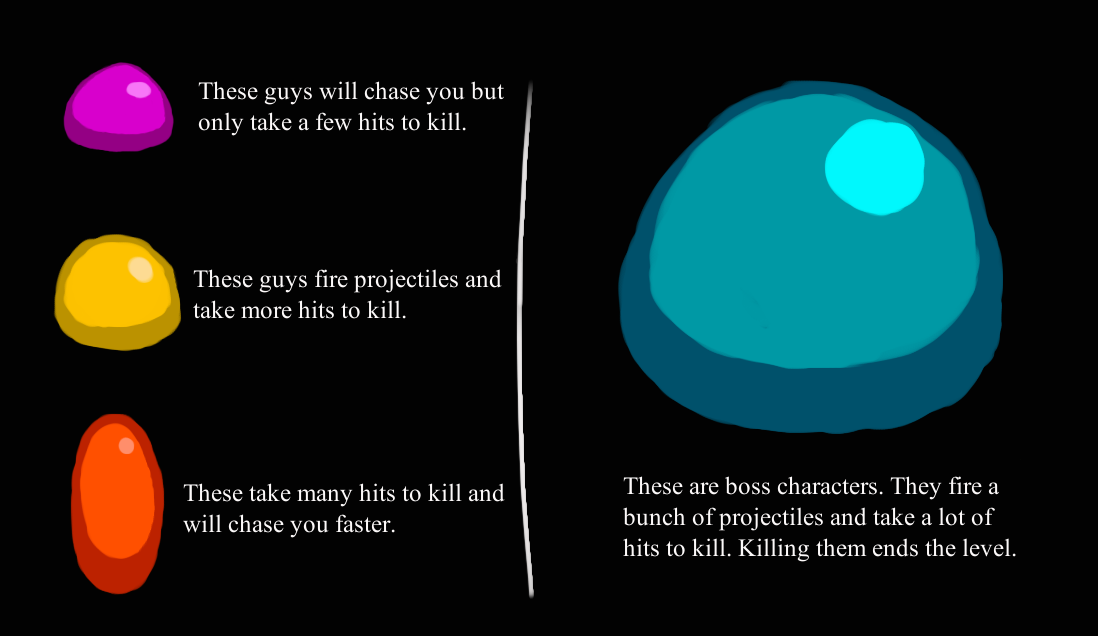 These guys will chase you but
only take a few hits to kill.
These guys fire projectiles and
take more hits to kill.
These take many hits to kill and
will chase you faster.
These are boss characters. They fire a
bunch of projectiles and take a lot of
hits to kill. Killing them ends the level.